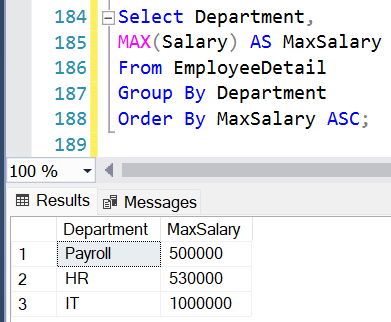 184 Select Department,
185 MAX(Salary) AS MaxSalary
186 From EmployeeDetail
187 Group By Department
188 Order By MaxSalary ASC;
189
100 %
Results Messages
Department MaxSalary
1 Payroll 500000
2 HR 530000
3 IT 1000000